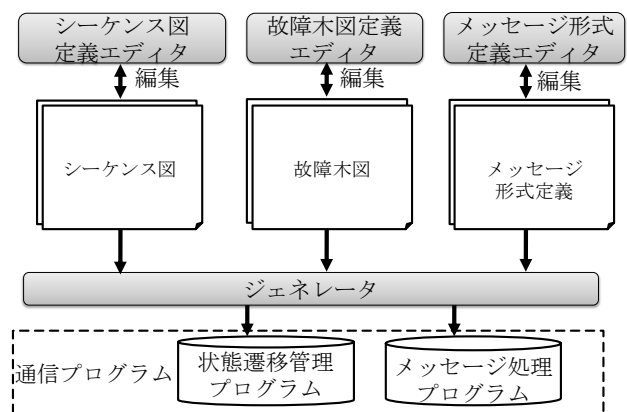 シーケンス図
定義エディタ
故障木図定義
エディタ
メッセージ形式
定義エディタ
編集
編集
編集
シーケンス図
故障木図
メッセージ
形式定義
ジェネレータ
通信プログラム
状態遷移管理
プログラム
メッセージ処理
プログラム